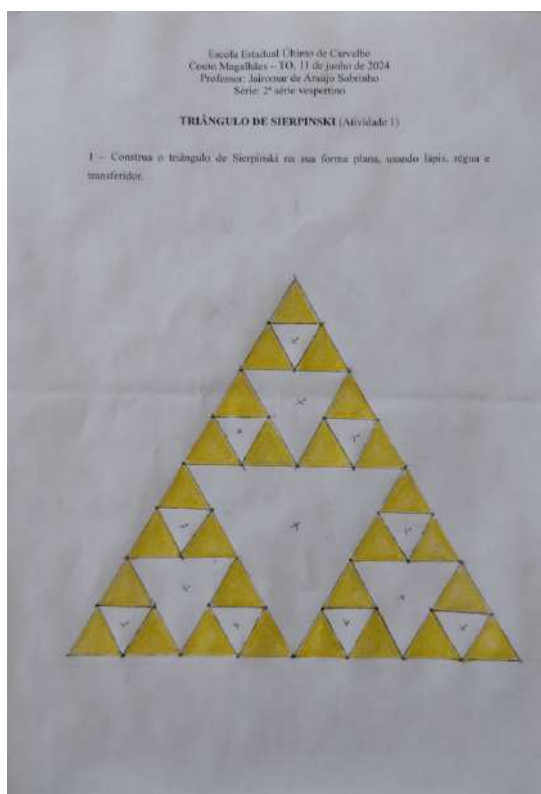 Escola Estadual Último de Carvalho
Couto Magalhães – TO, 11 de junho de 2024
Professor: Jairomar de Araújo Sobrinho
Série: 2ª série vespertino
TRIÂNGULO DE SIERPINSKI (Atividade 1)
1 – Construa o triângulo de Sierpinski na sua forma plana, usando lápis, régua e
transferidor.